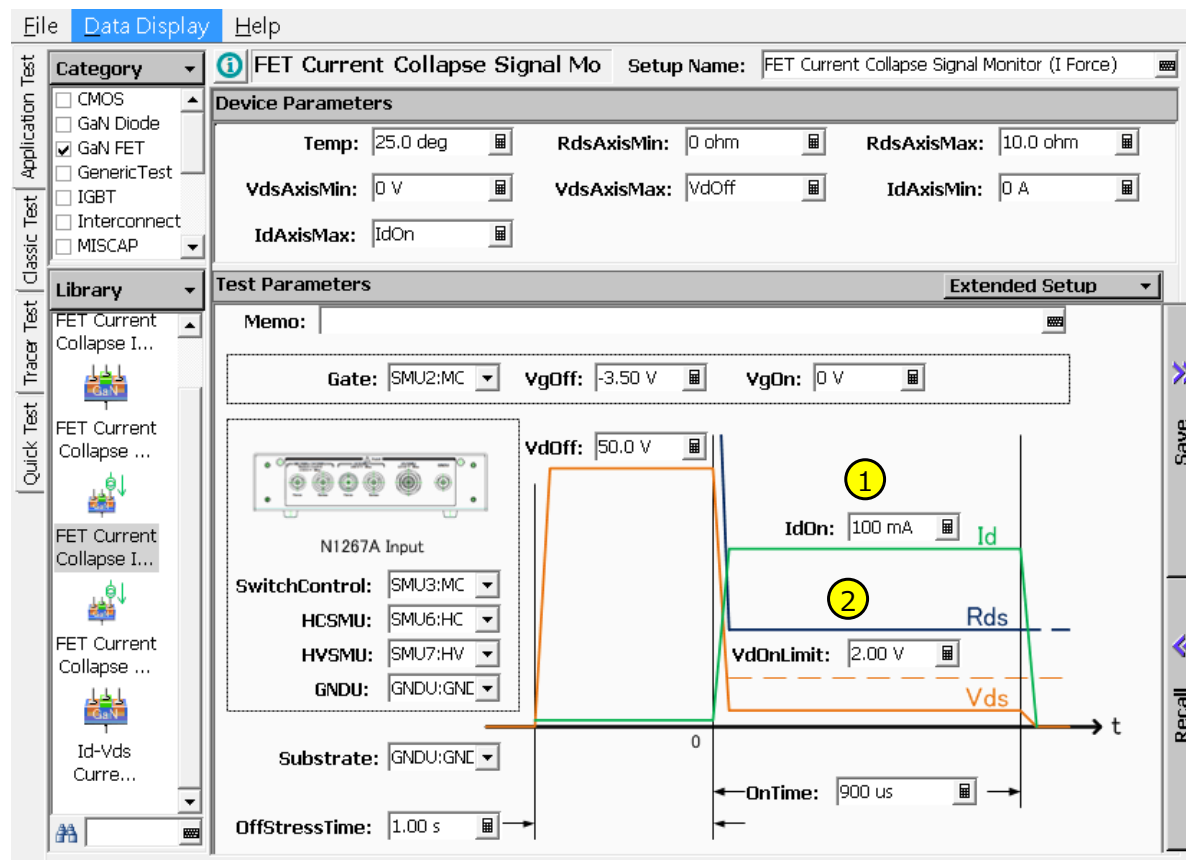 File Data Display Help
Application Test
Classic Test
Tracer Test
Quick Test
Category
CMOS
GaN Diode
GaN FET
GenericTest
IGBT
Interconnect
MISCAP
Library
FET Current
Collapse I...
GaN
FET Current
Collapse ...
FET Current
Collapse I...
FET Current
Collapse ...
GaN
Id-Vds
Curre...
FET Current Collapse Signal Mo Setup Name: FET Current Collapse Signal Monitor (I Force)
Device Parameters
Temp: 25.0 deg RdsAxisMin: 0 ohm RdsAxisMax: 10.0 ohm
VdsAxisMin: 0 V VdsAxisMax: VdOff IdAxisMin: 0 A
IdAxisMax: IdOn
Test Parameters Extended Setup
Memo:
Gate: SMU2:MC VgOff: -3.50 V VgOn: 0 V
VdOff: 50.0 V
1
IdOn: 100 mA Id
N1267A Input
SwitchControl: SMU3:MC
2
HCSMU: SMU6:HC Rds
HVSMU: SMU7:HV VdOnLimit: 2.00 V
GNDU: GNDU:GND Vds
t
0
Substrate: GNDU:GND
OnTime: 900 us
OffStressTime: 1.00 s
Save
Recall